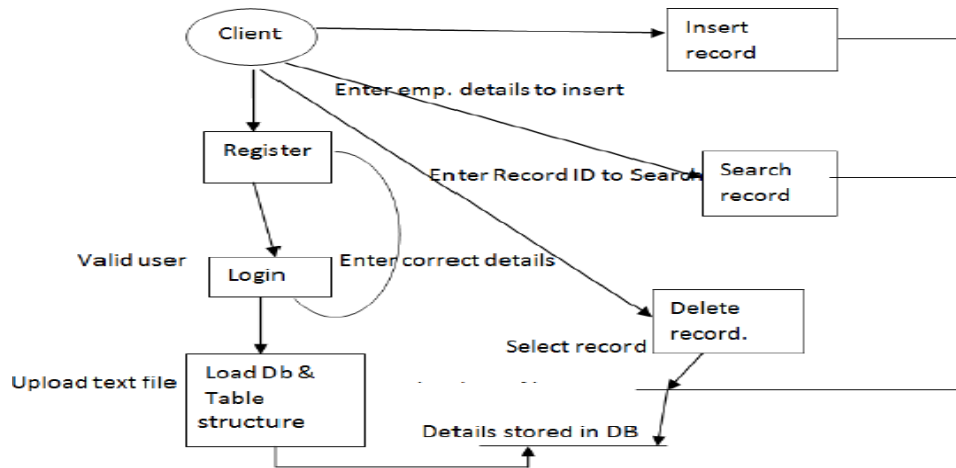 Client
Insert
record
Enter emp. details to insert
Register
Enter Record ID to Search
Search
record
Valid user
Login
Enter correct details
Delete
record.
Select record
Upload text file
Load Db &
Table
structure
Details stored in DB